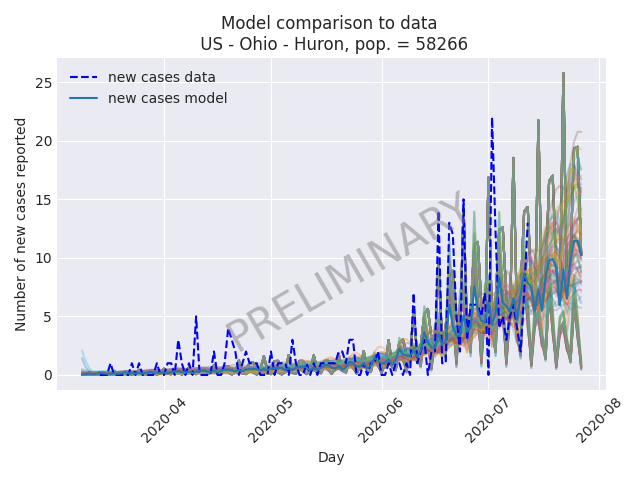 Model comparison to data
US - Ohio - Huron, pop. = 58266
new cases data
new cases model
Number of new cases reported
25
20
15
10
5
0
PRELIMINARY
2020-04
2020-05
2020-06
2020-07
2020-08
Day